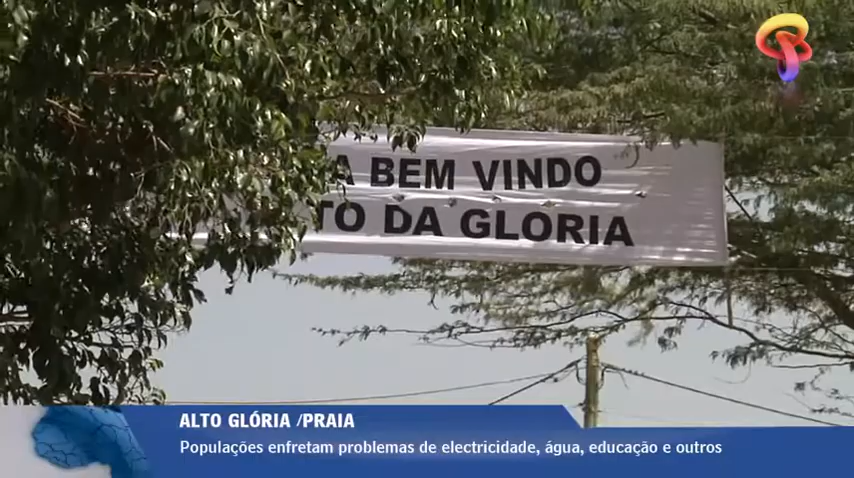 A BEM VINDO
TO DA GLORIA
ALTO GLÓRIA /PRAIA
Populações enfretam problemas de electricidade, água, educação e outros